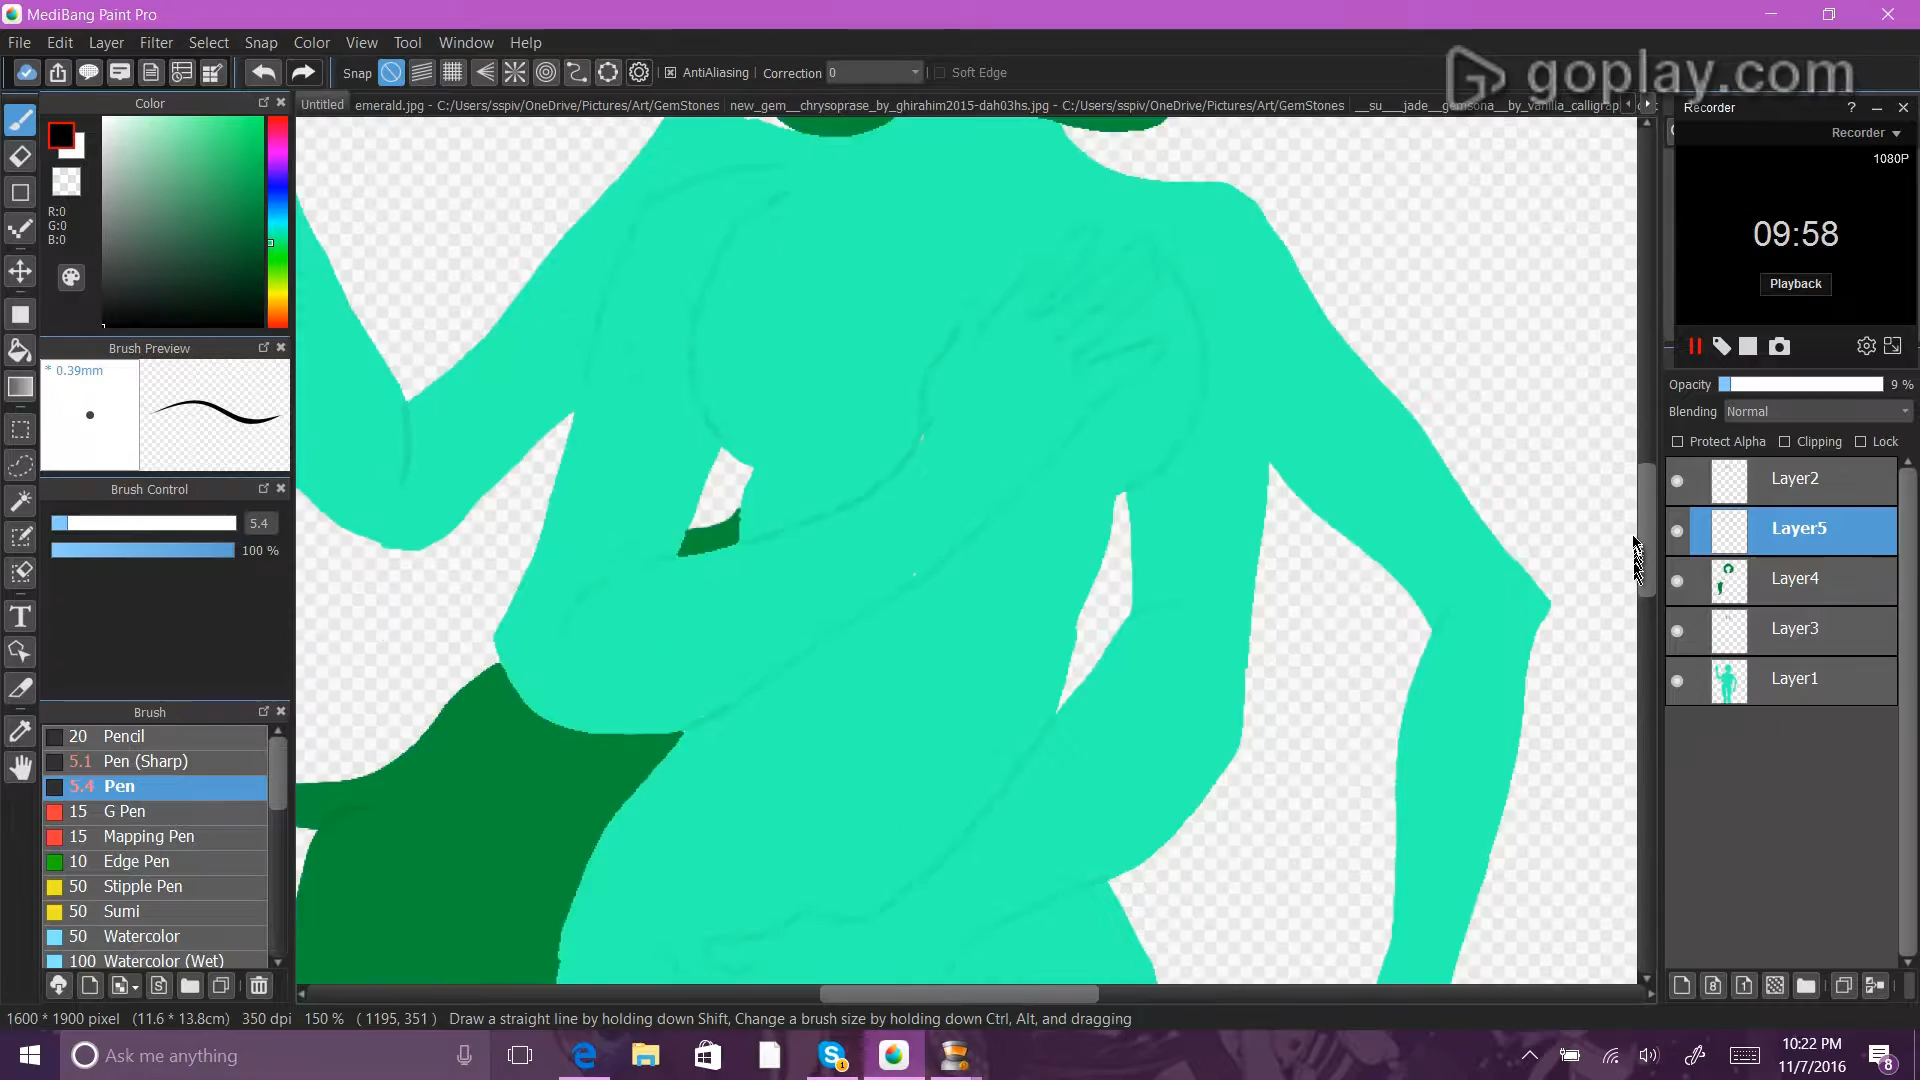 MediBang Paint Pro
File Edit Layer Filter Select Snap Color View Tool Window Help
goplay.com
Snap AntiAliasing Correction 0 Soft Edge
Color
Untitled emerald.jpg - C:/Users/sspiv/OneDrive/Pictures/Art/GemStones new_gem__chrysoprase_by_ghirahim2015-dah03hs.jpg - C:/Users/sspiv/OneDrive/Pictures/Art/GemStones __su__jade__gemsona__by_vanilla_calligrap
Recorder
Recorder
1080P
R:0
G:0
B:0
09:58
Playback
Brush Preview
* 0.39mm
Opacity 9 %
Blending Normal
Protect Alpha Clipping Lock
Layer2
Layer5
Layer4
Layer3
Layer1
Brush Control
5.4
100 %
Brush
20 Pencil
5.1 Pen (Sharp)
5.4 Pen
15 G Pen
15 Mapping Pen
10 Edge Pen
50 Stipple Pen
50 Sumi
50 Watercolor
100 Watercolor (Wet)
1600 * 1900 pixel (11.6 * 13.8cm) 350 dpi 150 % ( 1195, 351 ) Draw a straight line by holding down Shift, Change a brush size by holding down Ctrl, Alt, and dragging
Ask me anything
10:22 PM
11/7/2016
8